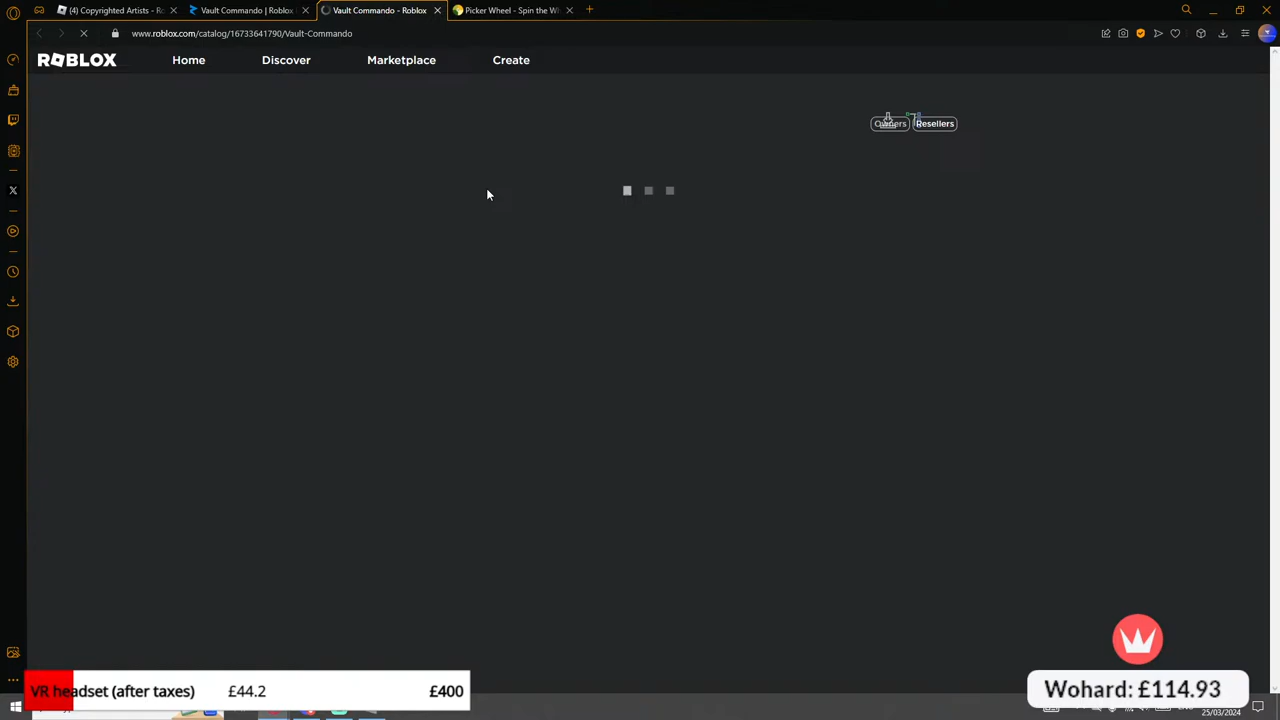 (4) Copyrighted Artists - Ro
Vault Commando | Roblox
Vault Commando - Roblox
Picker Wheel - Spin the Wh
www.roblox.com/catalog/16733641790/Vault-Commando
ROBLOX
Home
Discover
Marketplace
Create
Owners
Resellers
VR headset (after taxes)
£44.2
£400
Wohard: £114.93
25/03/2024